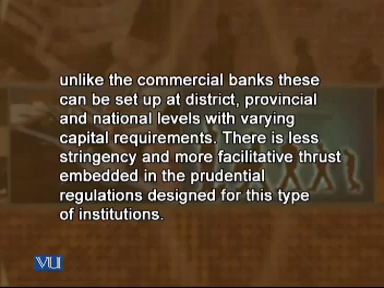 unlike the commercial banks these
can be set up at district, provincial
and national levels with varying
capital requirements. There is less
stringency and more facilitative thrust
embedded in the prudential
regulations designed for this type
of institutions.
VU